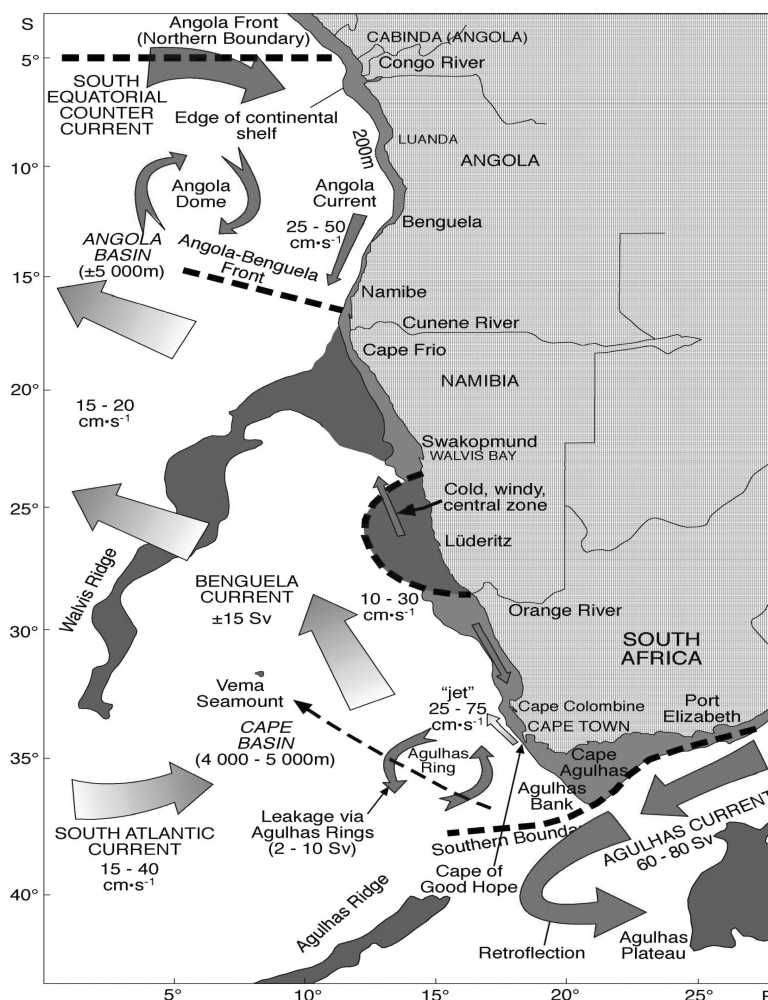 S
Angola Front
(Northern Boundary)
CABINDA (ANGOLA)
5°
Congo River
SOUTH
EQUATORIAL
COUNTER
CURRENT
Edge of continental
shelf
200m
LUANDA
ANGOLA
10°
Angola
Dome
Angola
Current
25 - 50
cm•s-1
Benguela
ANGOLA
BASIN
(±5 000m)
Angola-Benguela
Front
15°
Namibe
Cunene River
Cape Frio
NAMIBIA
20°
15 - 20
cm•s-1
Swakopmund
WALVIS BAY
Cold, windy,
central zone
25°
Lüderitz
Walvis Ridge
BENGUELA
CURRENT
±15 Sv
10 - 30
cm•s-1
Orange River
30°
SOUTH
AFRICA
Vema
Seamount
"jet"
25 - 75
cm•s-1
Cape Colombine
CAPE TOWN
Port
Elizabeth
CAPE
BASIN
(4 000 - 5 000m)
Agulhas
Ring
Cape
Agulhas
35°
Agulhas
Bank
Leakage via
Agulhas Rings
(2 - 10 Sv)
SOUTH ATLANTIC
CURRENT
15 - 40
cm•s-1
Southern Bounda
AGULHAS CURRENT
60 - 80 Sv
Cape of
Good Hope
40°
Agulhas Ridge
Retroflection
Agulhas
Plateau
5°
10°
15°
20°
25°